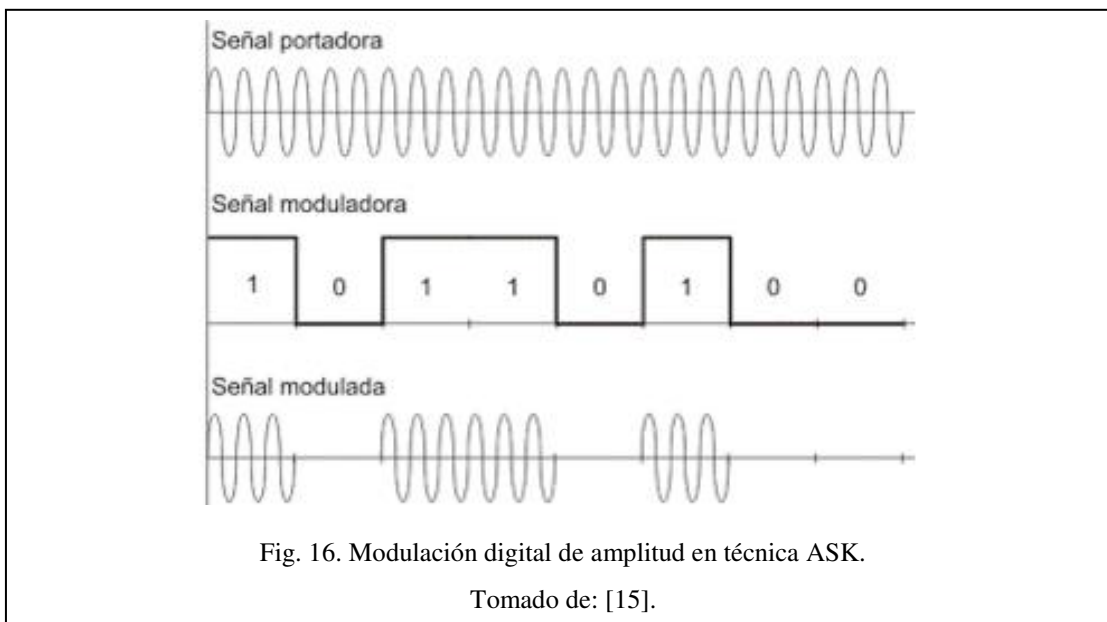 Señal portadora
Señal moduladora
1 0 1 1 0 1 0 0
Señal modulada
Fig. 16. Modulación digital de amplitud en técnica ASK.
Tomado de: [15].